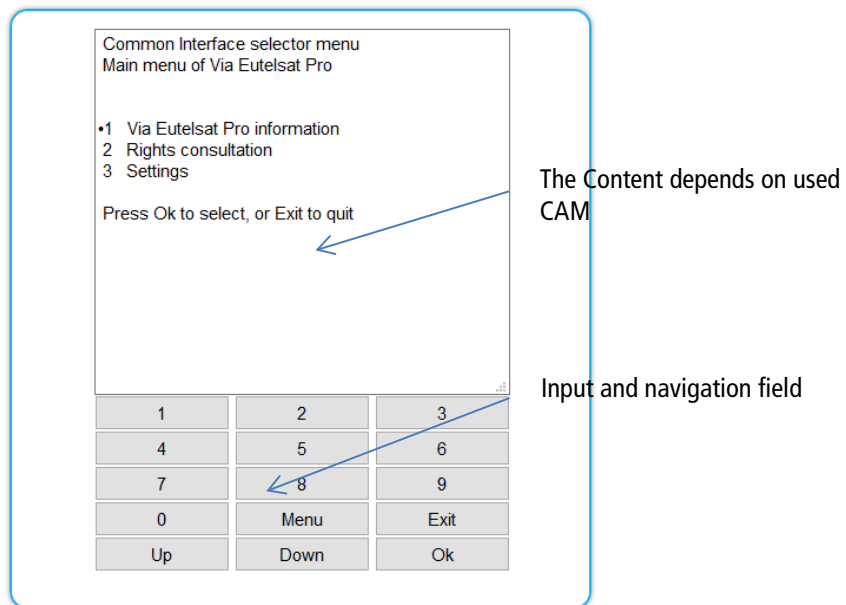 Common Interface selector menu
Main menu of Via Eutelsat Pro
•1 Via Eutelsat Pro information
2 Rights consultation
3 Settings
Press Ok to select, or Exit to quit
The Content depends on used
CAM
Input and navigation field
1 2 3
4 5 6
7 8 9
0 Menu Exit
Up Down Ok